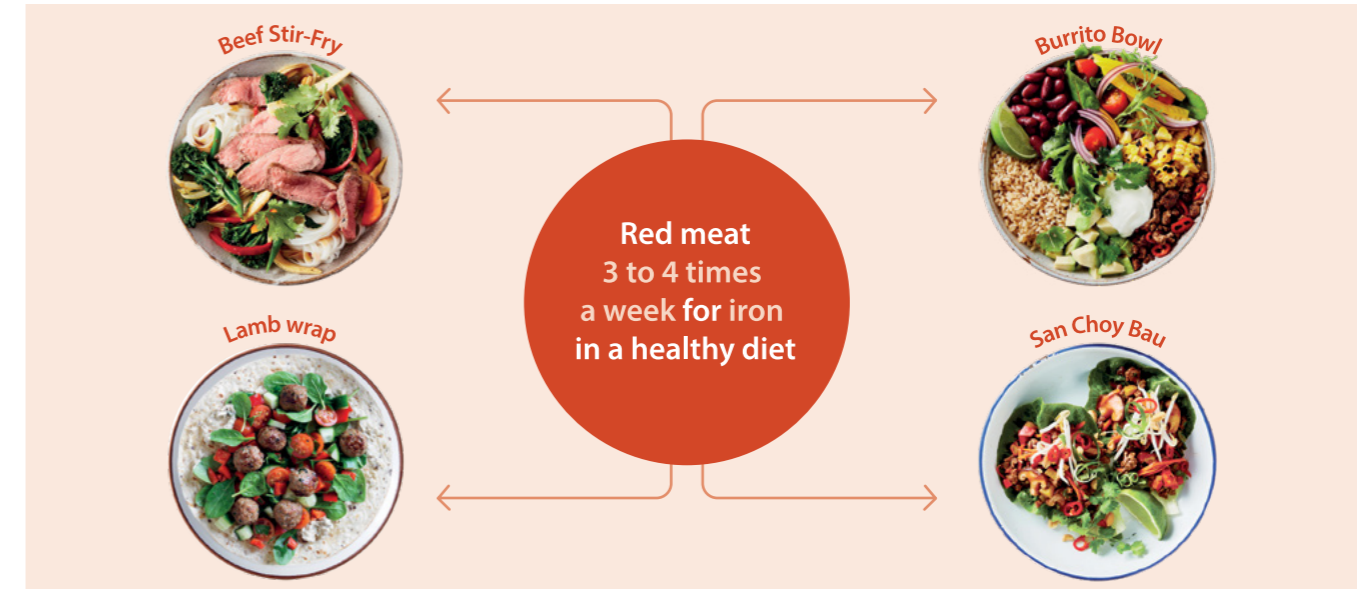 Beef Stir-Fry
Burrito Bowl
Red meat
3 to 4 times
a week for iron
in a healthy diet
Lamb wrap
San Choy Bau